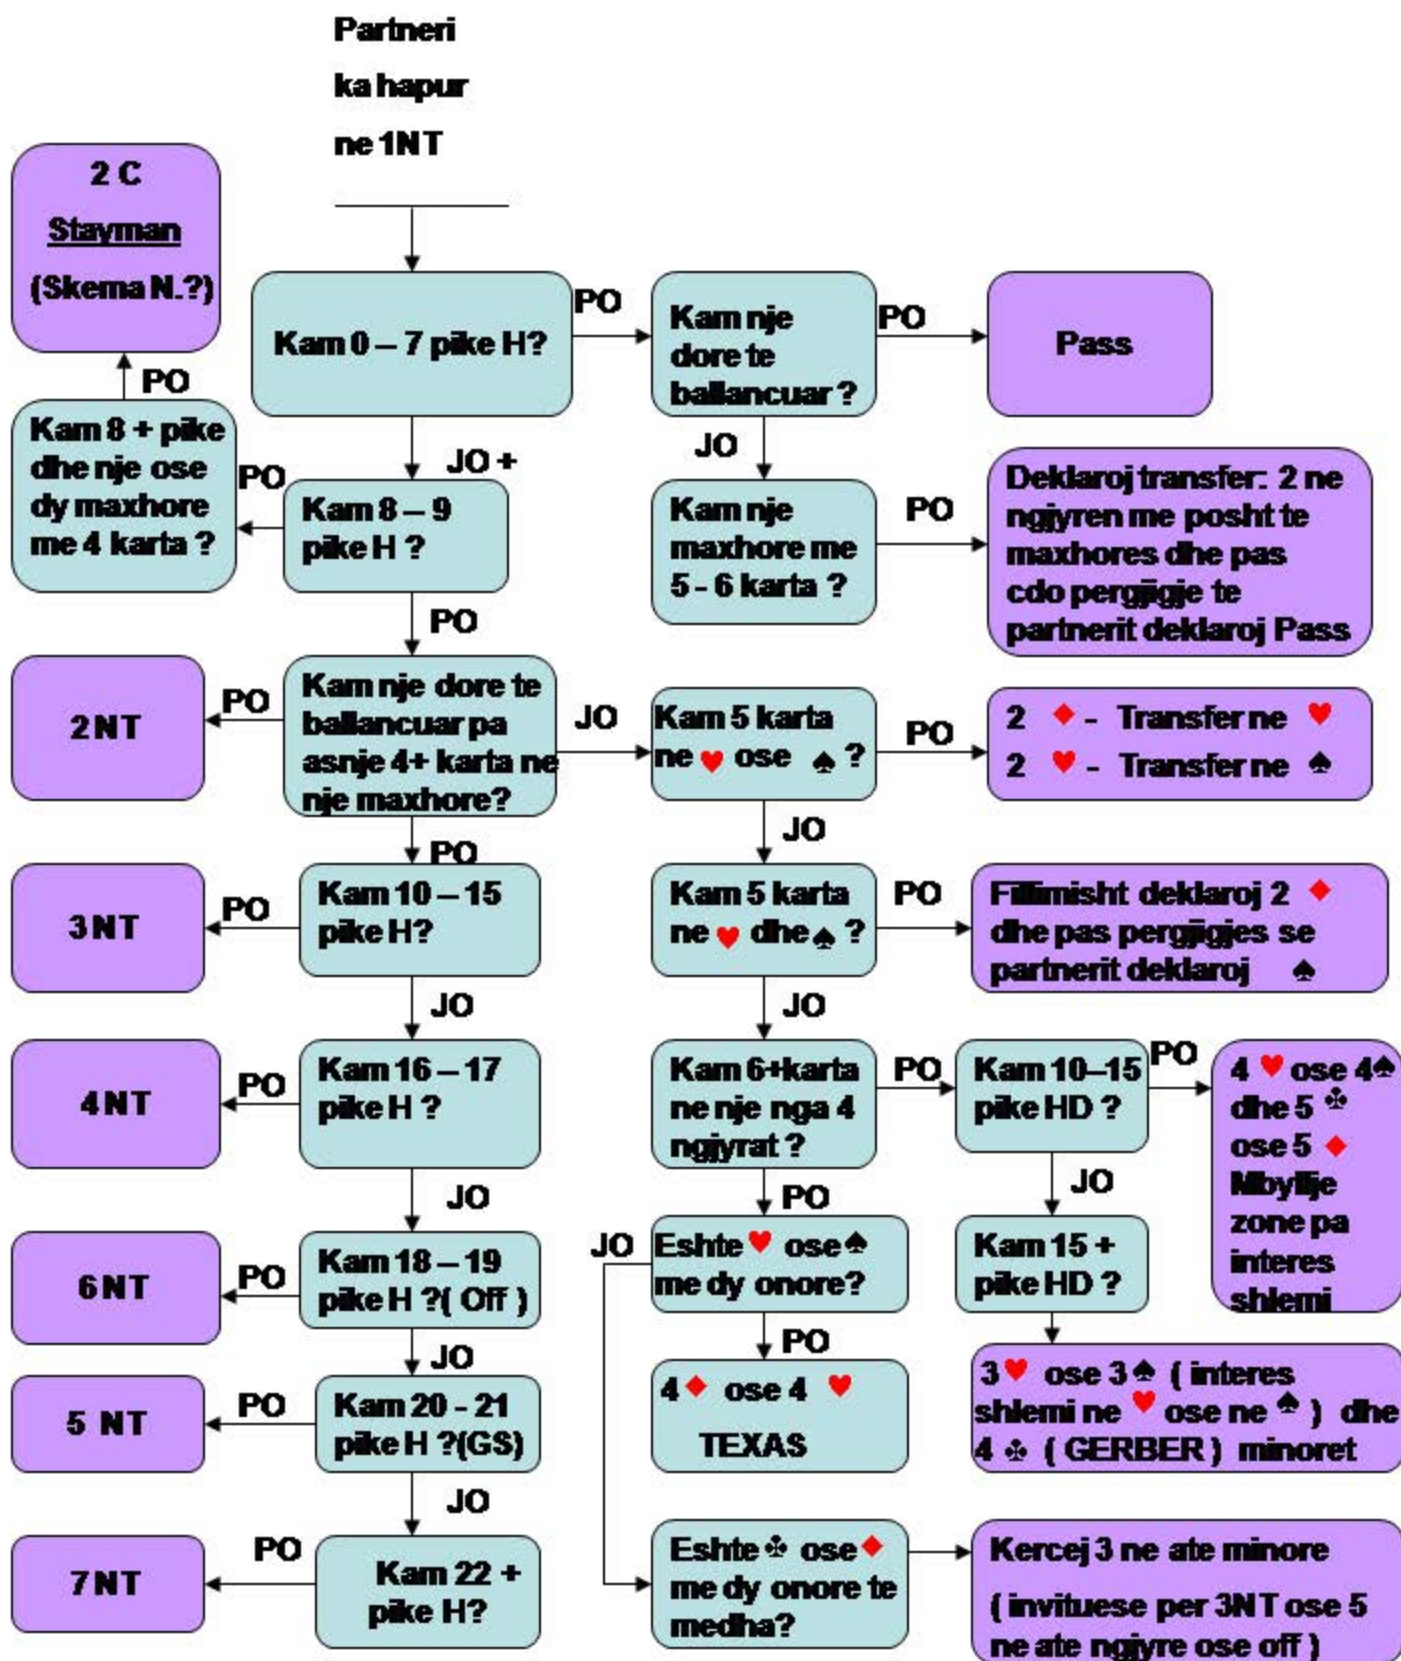 Partneri
ka hapur
ne 1NT
2 C
Stayman
(Skema N.?)
Kam 0 – 7 pike H?
PO
Kam nje
dore te
ballancuar ?
PO
Pass
PO
Kam 8 + pike
dhe nje ose
dy maxhore
me 4 karta ?
PO
JO +
Kam 8 – 9
pike H ?
JO
Kam nje
maxhore me
5 - 6 karta ?
PO
Deklaroj transfer: 2 ne
ngjyren me posht te
maxhores dhe pas
cdo pergjigje te
partnerit deklaroj Pass
PO
2 NT
PO
Kam nje dore te
ballancuar pa
asnje 4+ karta ne
nje maxhore?
JO
Kam 5 karta
ne ♥ ose ♠ ?
PO
2 ♦ - Transfer ne ♥
2 ♥ - Transfer ne ♠
PO
JO
3 NT
PO
Kam 10 – 15
pike H?
Kam 5 karta
ne ♥ dhe ♠ ?
PO
Fillimisht deklaroj 2 ♦
dhe pas pergjigjes se
partnerit deklaroj ♠
JO
JO
4 NT
PO
Kam 16 – 17
pike H ?
Kam 6+karta
ne nje nga 4
ngjyrat ?
PO
Kam 10–15
pike HD ?
PO
4 ♥ ose 4♠
dhe 5 ♣
ose 5 ♦
Mbyllje
zone pa
interes
shlemi
JO
PO
JO
6 NT
PO
Kam 18 – 19
pike H ?( Off )
JO
Eshte ♥ ose ♠
me dy onore?
Kam 15 +
pike HD ?
JO
PO
5 NT
PO
Kam 20 - 21
pike H ?(GS)
4 ♦ ose 4 ♥
TEXAS
3 ♥ ose 3 ♠ ( interes
shlemi ne ♥ ose ne ♠ ) dhe
4 ♣ ( GERBER ) minoret
JO
7 NT
PO
Kam 22 +
pike H?
Eshte ♣ ose ♦
me dy onore te
medha?
Kercej 3 ne ate minore
( invituese per 3NT ose 5
ne ate ngjyre ose off )